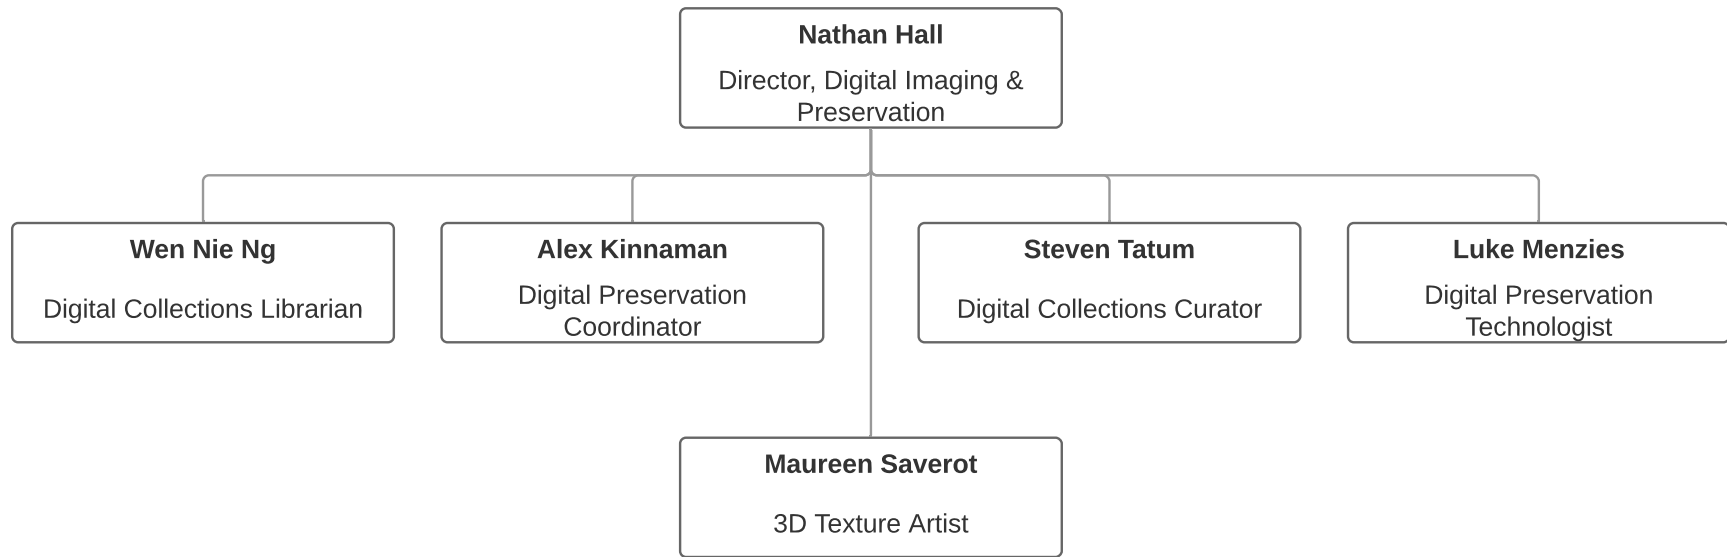 Nathan Hall
Director, Digital Imaging &
Preservation
Wen Nie Ng
Digital Collections Librarian
Alex Kinnaman
Digital Preservation
Coordinator
Steven Tatum
Digital Collections Curator
Luke Menzies
Digital Preservation
Technologist
Maureen Saverot
3D Texture Artist